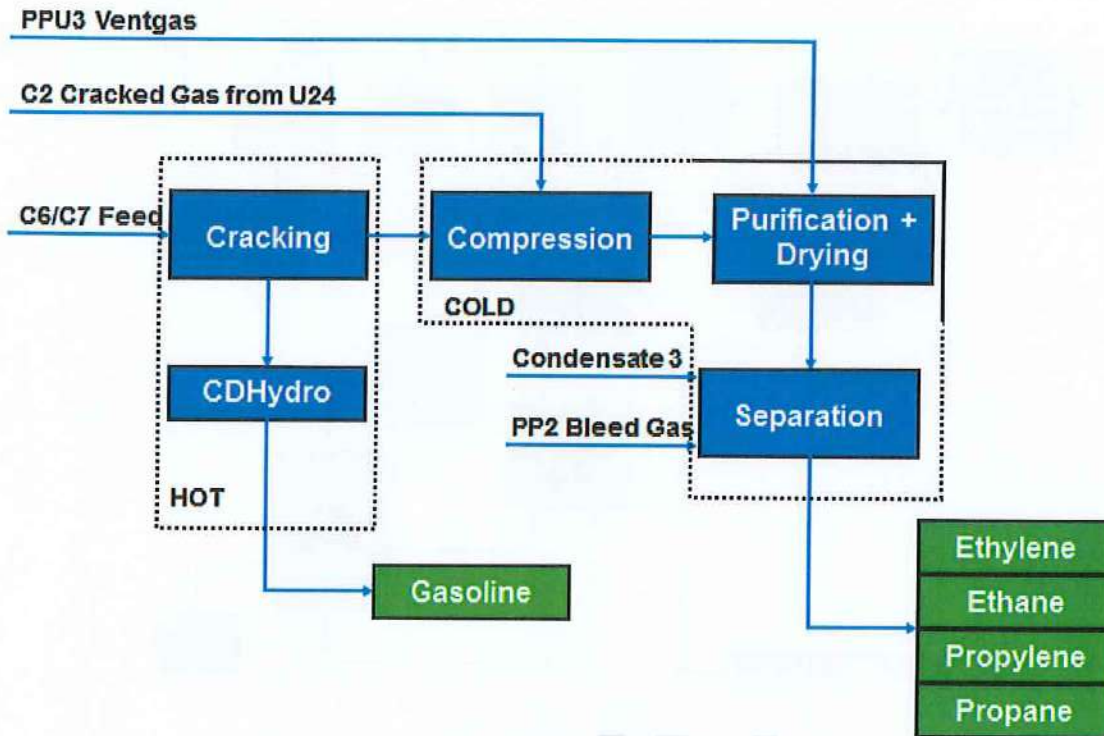 PPU3 Ventgas
C2 Cracked Gas from U24
C6/C7 Feed
Cracking
Compression
Purification +
Drying
COLD
CDHydro
Condensate 3
PP2 Bleed Gas
Separation
HOT
Gasoline
Ethylene
Ethane
Propylene
Propane